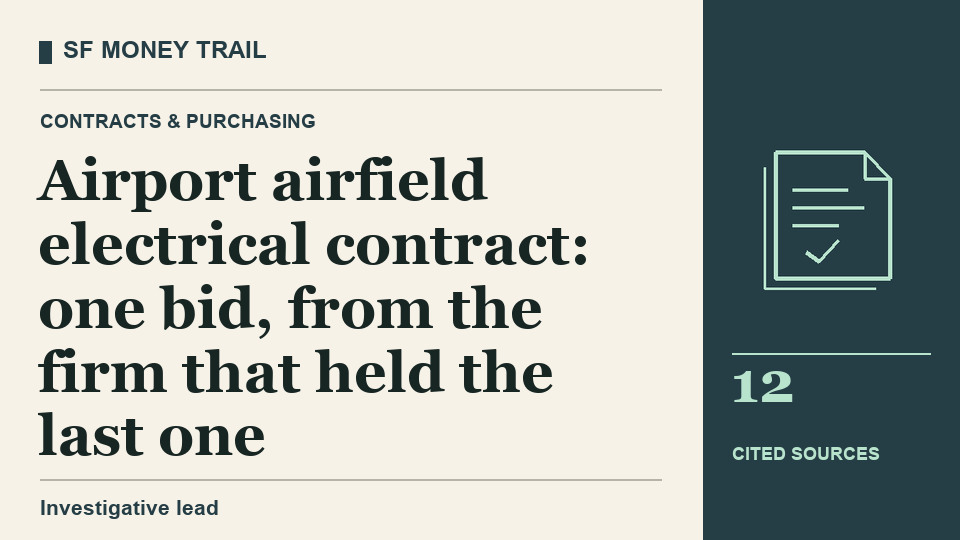 SF MONEY TRAIL
CONTRACTS & PURCHASING
Airport airfield
electrical contract:
one bid, from the
firm that held the
last one
Investigative lead
12
CITED SOURCES